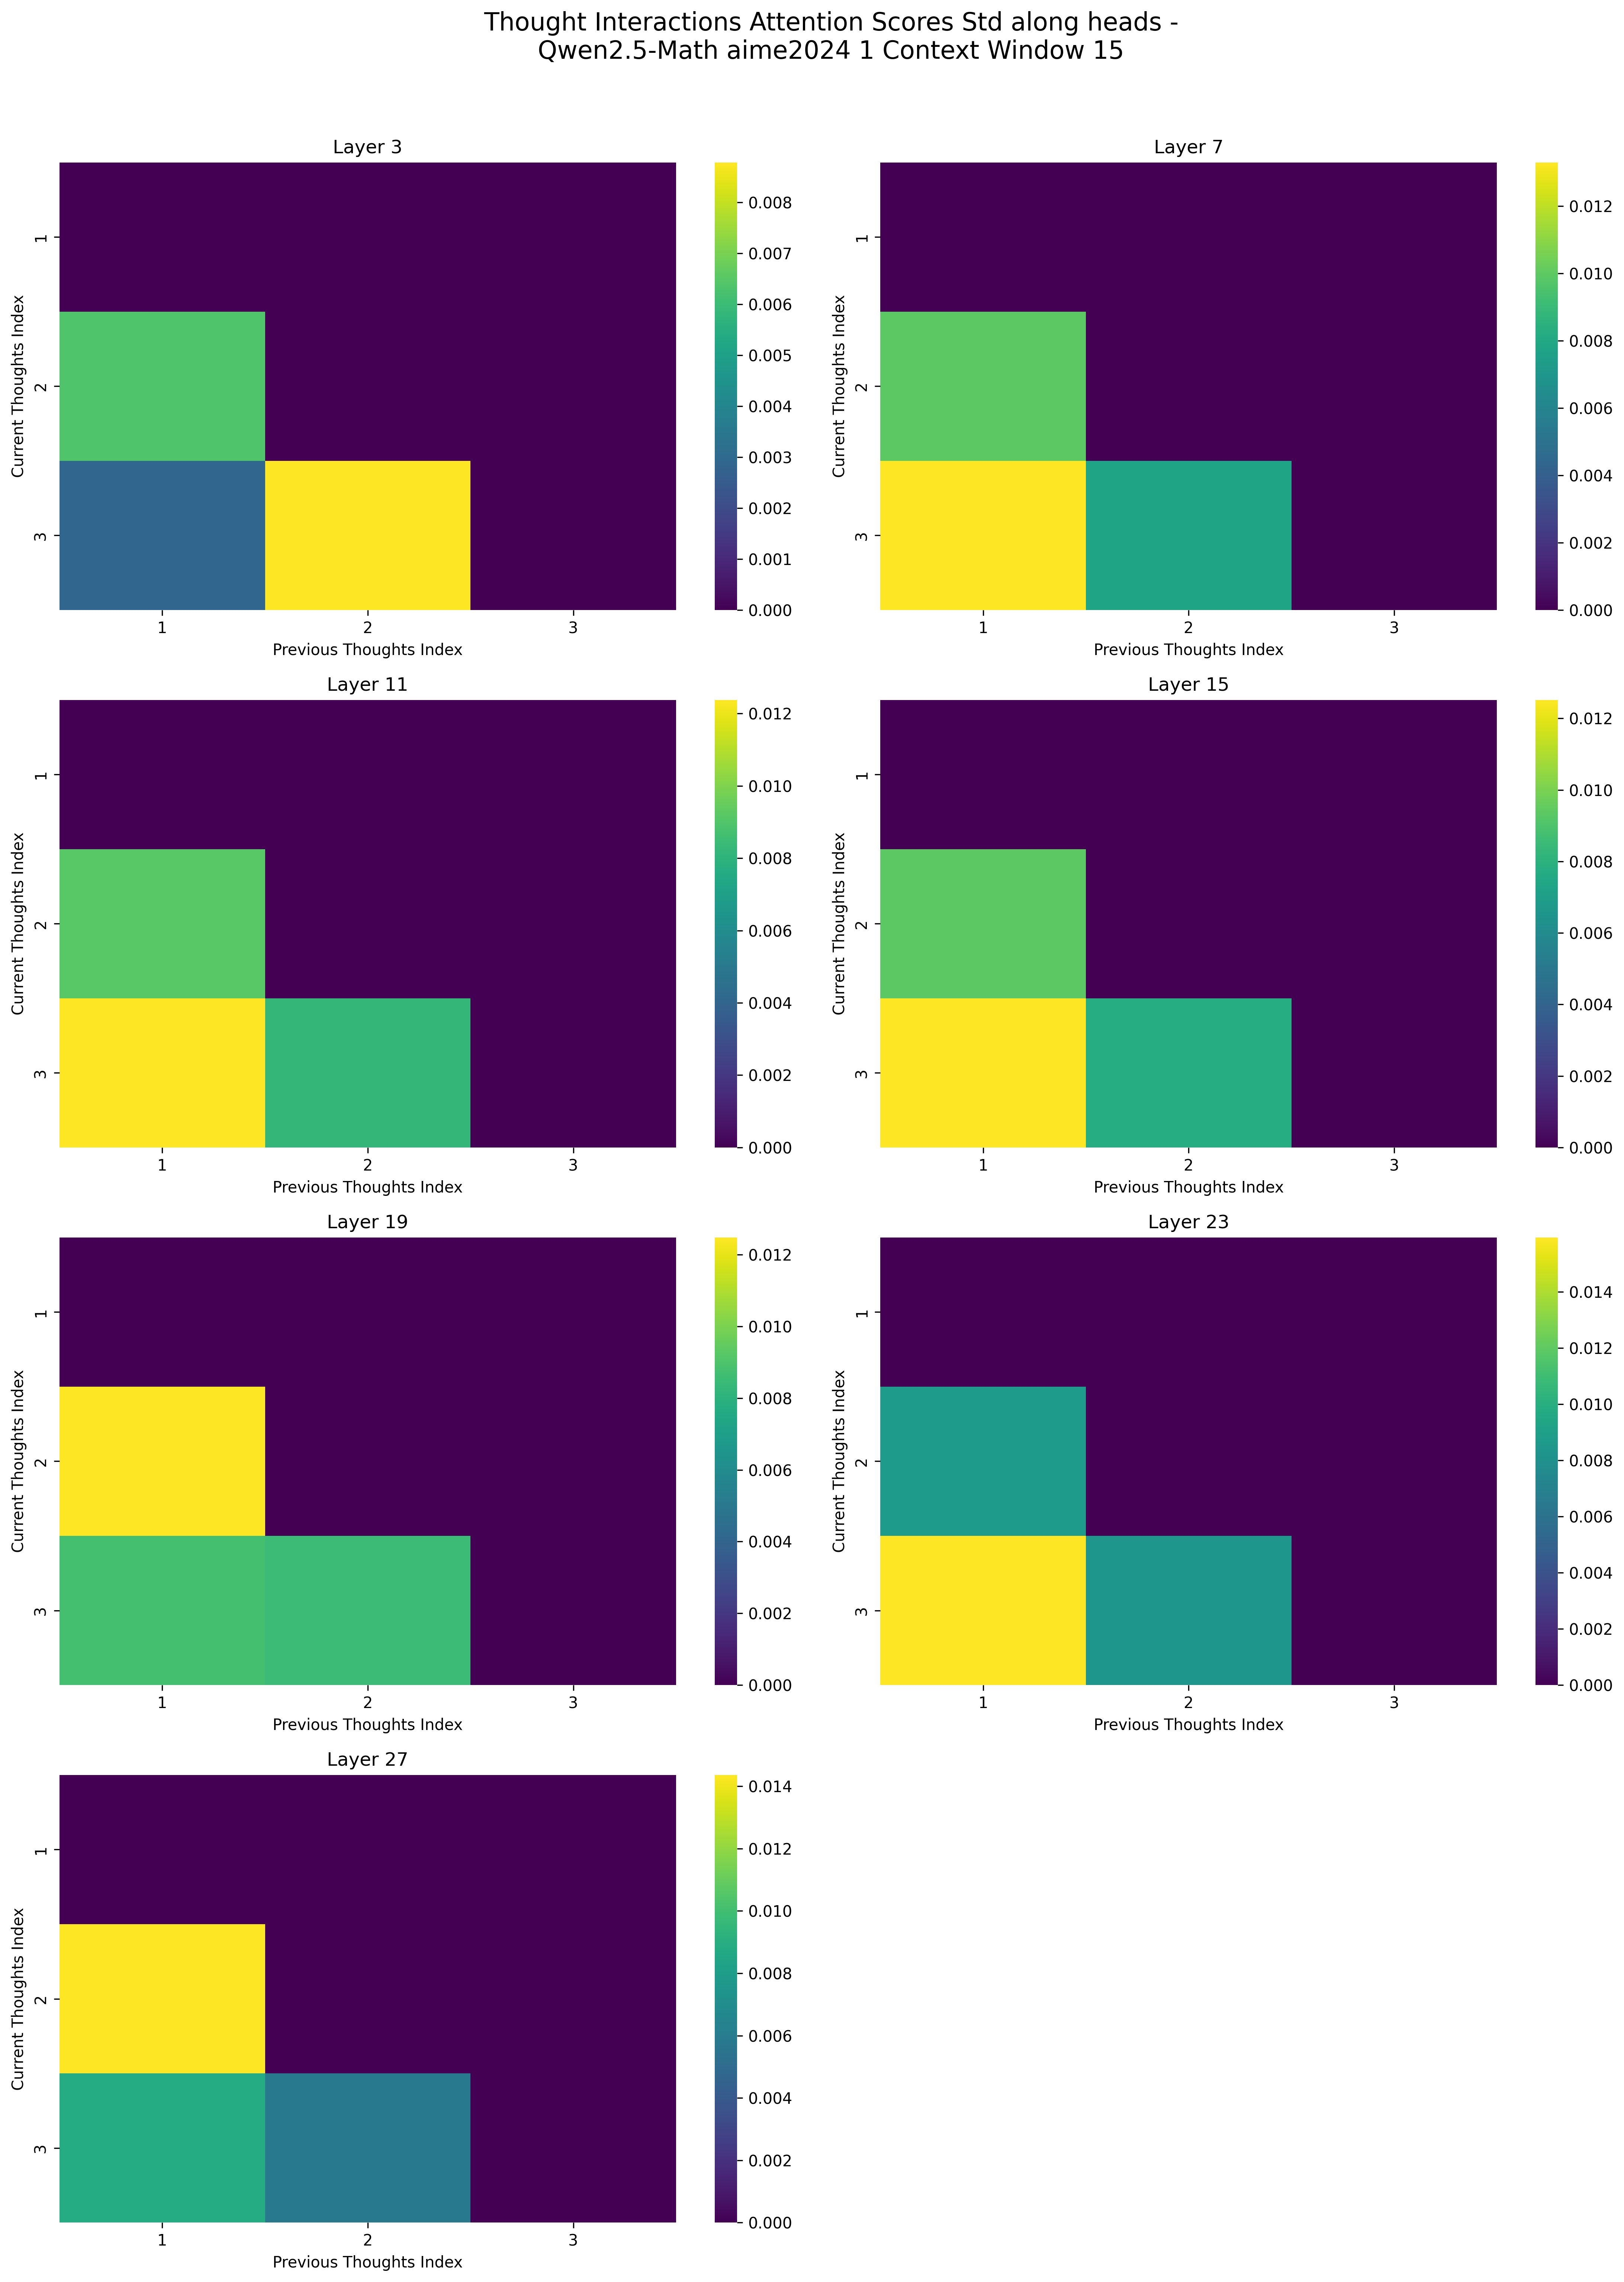 Thought Interactions Attention Scores Std along heads -
Qwen2.5-Math aime2024 1 Context Window 15
Layer 3
Current Thoughts Index
1
2
3
1 2 3
Previous Thoughts Index
0.008
0.007
0.006
0.005
0.004
0.003
0.002
0.001
0.000
Layer 7
Current Thoughts Index
1
2
3
1 2 3
Previous Thoughts Index
0.012
0.010
0.008
0.006
0.004
0.002
0.000
Layer 11
Current Thoughts Index
1
2
3
1 2 3
Previous Thoughts Index
0.012
0.010
0.008
0.006
0.004
0.002
0.000
Layer 15
Current Thoughts Index
1
2
3
1 2 3
Previous Thoughts Index
0.012
0.010
0.008
0.006
0.004
0.002
0.000
Layer 19
Current Thoughts Index
1
2
3
1 2 3
Previous Thoughts Index
0.012
0.010
0.008
0.006
0.004
0.002
0.000
Layer 23
Current Thoughts Index
1
2
3
1 2 3
Previous Thoughts Index
0.014
0.012
0.010
0.008
0.006
0.004
0.002
0.000
Layer 27
Current Thoughts Index
1
2
3
1 2 3
Previous Thoughts Index
0.014
0.012
0.010
0.008
0.006
0.004
0.002
0.000